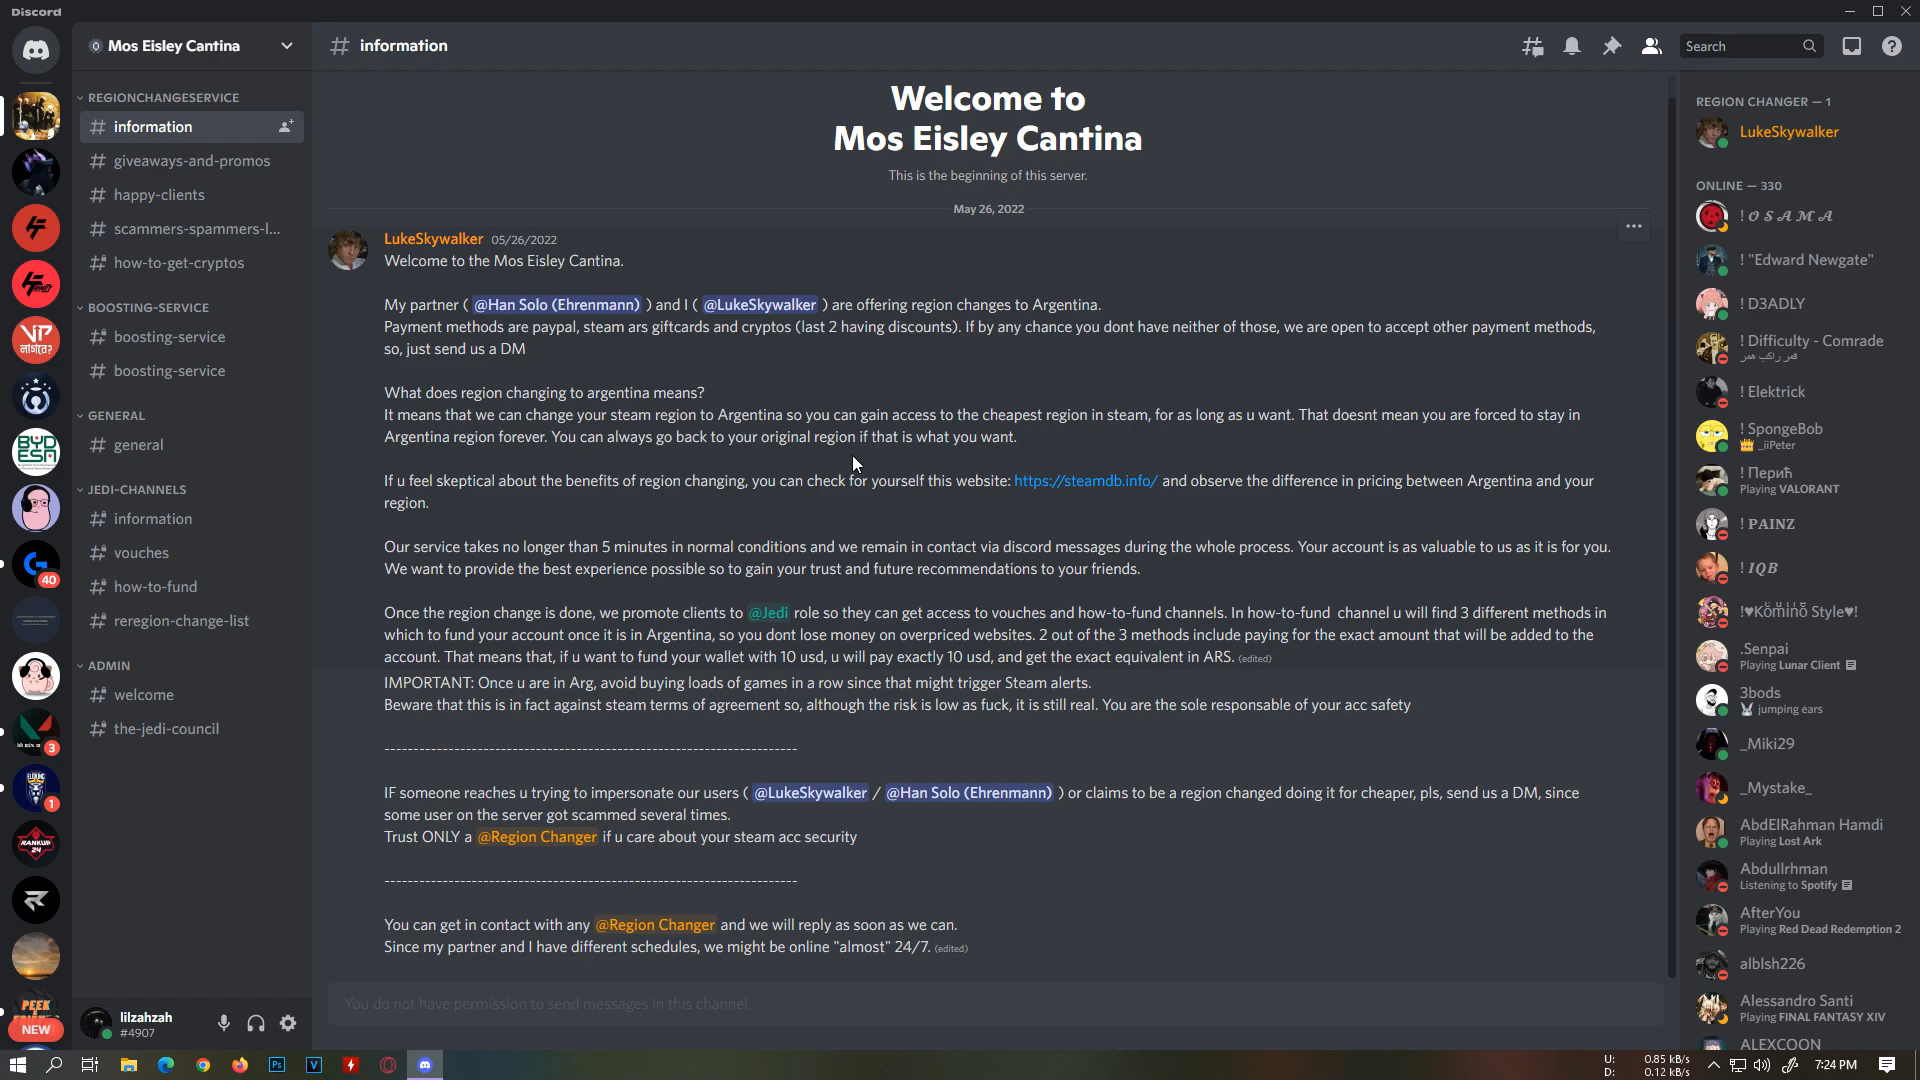 Discord
Mos Eisley Cantina
information
Search
REGIONCHANGESERVICE
information
giveaways-and-promos
happy-clients
scammers-spammers-l...
how-to-get-cryptos
BOOSTING-SERVICE
boosting-service
boosting-service
GENERAL
general
JEDI-CHANNELS
information
vouches
how-to-fund
reregion-change-list
ADMIN
welcome
the-jedi-council
VIP
লাগবে?
BYD
ESA
40
3
1
RANKUP
24
PEEK
NEW
lilzahzah
#4907
Welcome to
Mos Eisley Cantina
This is the beginning of this server.
May 26, 2022
LukeSkywalker 05/26/2022
Welcome to the Mos Eisley Cantina.
My partner ( @Han Solo (Ehrenmann) ) and I ( @LukeSkywalker ) are offering region changes to Argentina.
Payment methods are paypal, steam ars giftcards and cryptos (last 2 having discounts). If by any chance you dont have neither of those, we are open to accept other payment methods,
so, just send us a DM
What does region changing to argentina means?
It means that we can change your steam region to Argentina so you can gain access to the cheapest region in steam, for as long as u want. That doesnt mean you are forced to stay in
Argentina region forever. You can always go back to your original region if that is what you want.
If u feel skeptical about the benefits of region changing, you can check for yourself this website: https://steamdb.info/ and observe the difference in pricing between Argentina and your
region.
Our service takes no longer than 5 minutes in normal conditions and we remain in contact via discord messages during the whole process. Your account is as valuable to us as it is for you.
We want to provide the best experience possible so to gain your trust and future recommendations to your friends.
Once the region change is done, we promote clients to @Jedi role so they can get access to vouches and how-to-fund channels. In how-to-fund channel u will find 3 different methods in
which to fund your account once it is in Argentina, so you dont lose money on overpriced websites. 2 out of the 3 methods include paying for the exact amount that will be added to the
account. That means that, if u want to fund your wallet with 10 usd, u will pay exactly 10 usd, and get the exact equivalent in ARS. (edited)
IMPORTANT: Once u are in Arg, avoid buying loads of games in a row since that might trigger Steam alerts.
Beware that this is in fact against steam terms of agreement so, although the risk is low as fuck, it is still real. You are the sole responsable of your acc safety
------------------------------------------------------------------------
IF someone reaches u trying to impersonate our users ( @LukeSkywalker / @Han Solo (Ehrenmann) ) or claims to be a region changed doing it for cheaper, pls, send us a DM, since
some user on the server got scammed several times.
Trust ONLY a @Region Changer if u care about your steam acc security
------------------------------------------------------------------------
You can get in contact with any @Region Changer and we will reply as soon as we can.
Since my partner and I have different schedules, we might be online "almost" 24/7. (edited)
You do not have permission to send messages in this channel.
REGION CHANGER — 1
LukeSkywalker
ONLINE — 330
! 𝓞 𝓢 𝓐 𝓜 𝓐
! "Edward Newgate"
! D3ADLY
! Difficulty - Comrade
قمر راكب همر
! Elektrick
! SpongeBob
👑 _iiPeter
! Перић
Playing VALORANT
! 𝐏𝐀𝐈𝐍𝐙
! 𝑰𝑸𝑩
!♥Kömïnö Style♥!
.Senpai
Playing Lunar Client
3bods
🐰 jumping ears
_Miki29
_Mystake_
AbdElRahman Hamdi
Playing Lost Ark
Abdullrhman
Listening to Spotify
AfterYou
Playing Red Dead Redemption 2
alblsh226
Alessandro Santi
Playing FINAL FANTASY XIV
ALEXCOON
Ps
V
U: 0.85 kB/s
D: 0.12 kB/s
7:24 PM